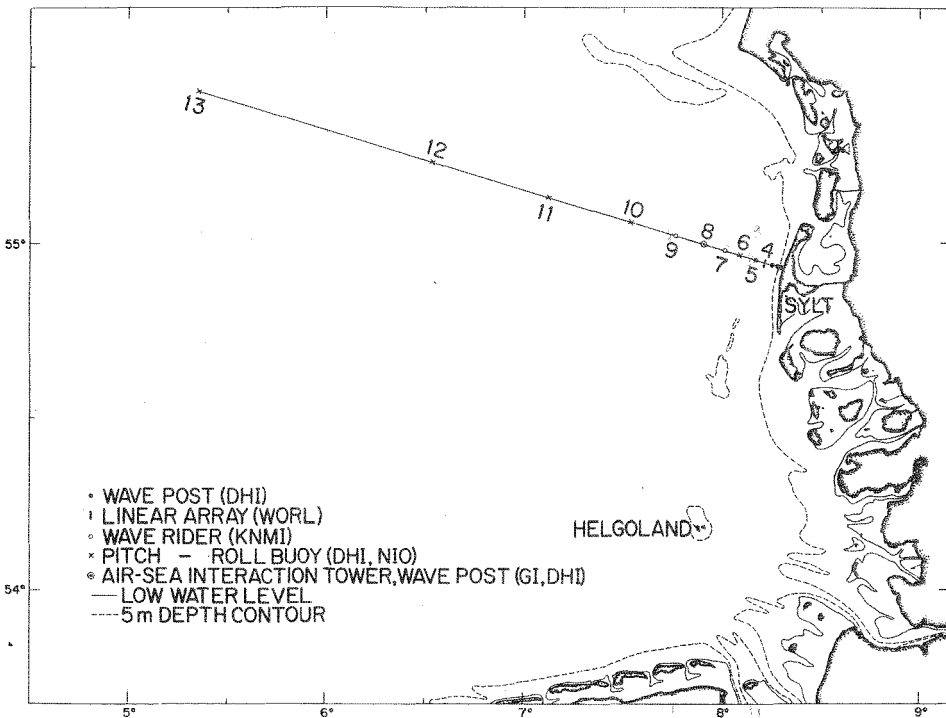 13
12
11
10
9
8
7
6
5
4
55°
SYLT
HELGOLAND
• WAVE POST (DHI)
ı LINEAR ARRAY (WORL)
○ WAVE RIDER (KNMI)
× PITCH – ROLL BUOY (DHI, NIO)
⊙ AIR-SEA INTERACTION TOWER, WAVE POST (GI, DHI)
— LOW WATER LEVEL
---- 5 m DEPTH CONTOUR
54°
5° 6° 7° 8° 9°